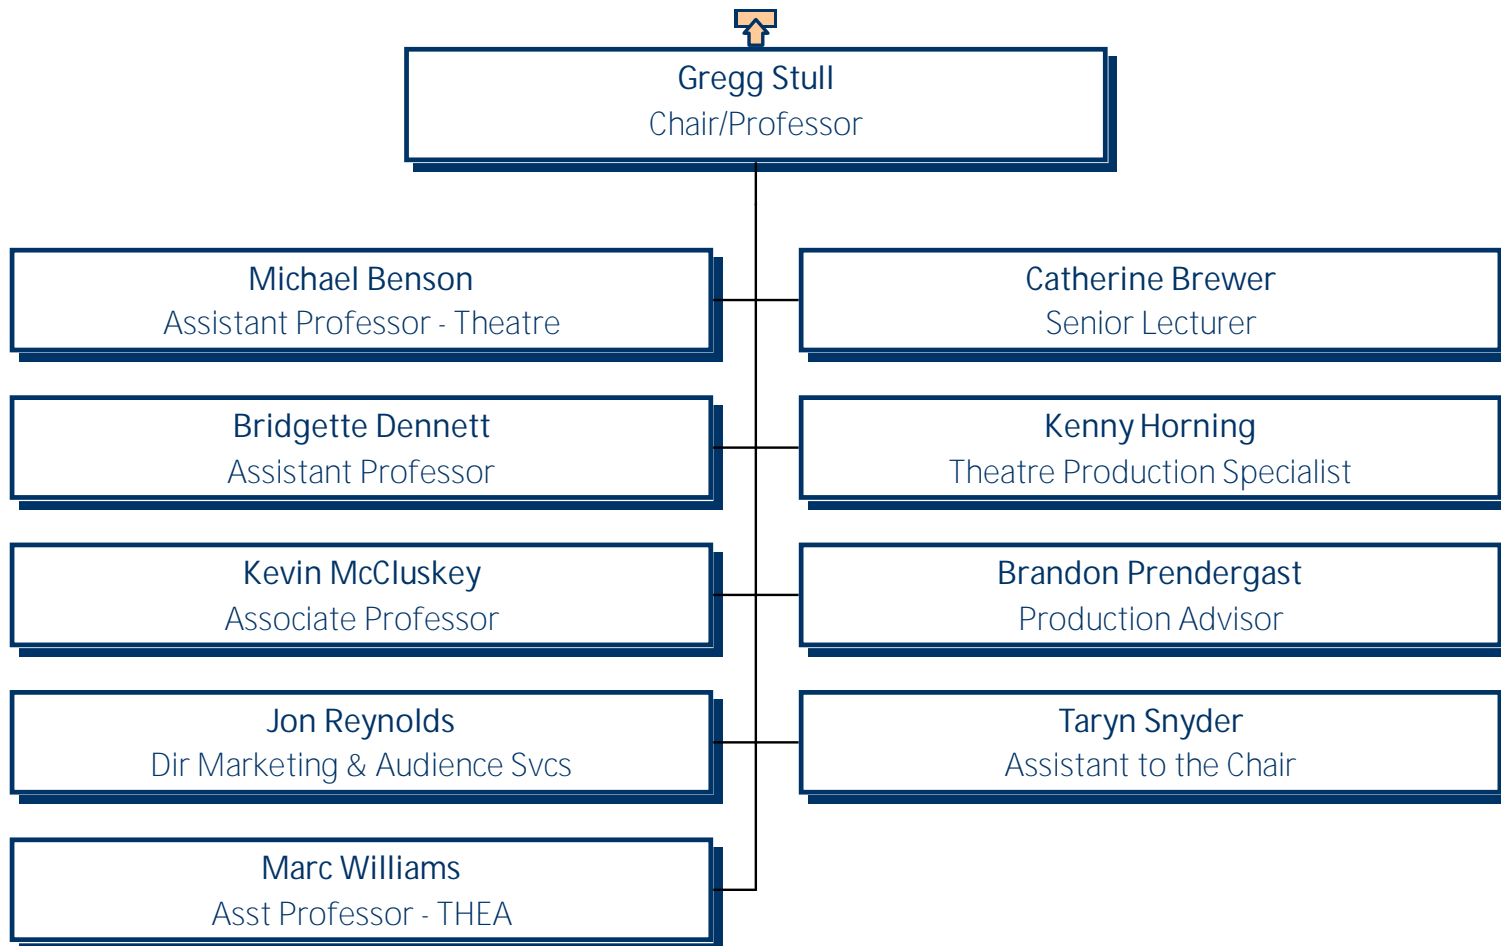 Gregg Stull
Chair/Professor
Michael Benson
Assistant Professor - Theatre
Catherine Brewer
Senior Lecturer
Bridgette Dennett
Assistant Professor
Kenny Horning
Theatre Production Specialist
Kevin McCluskey
Associate Professor
Brandon Prendergast
Production Advisor
Jon Reynolds
Dir Marketing & Audience Svcs
Taryn Snyder
Assistant to the Chair
Marc Williams
Asst Professor - THEA